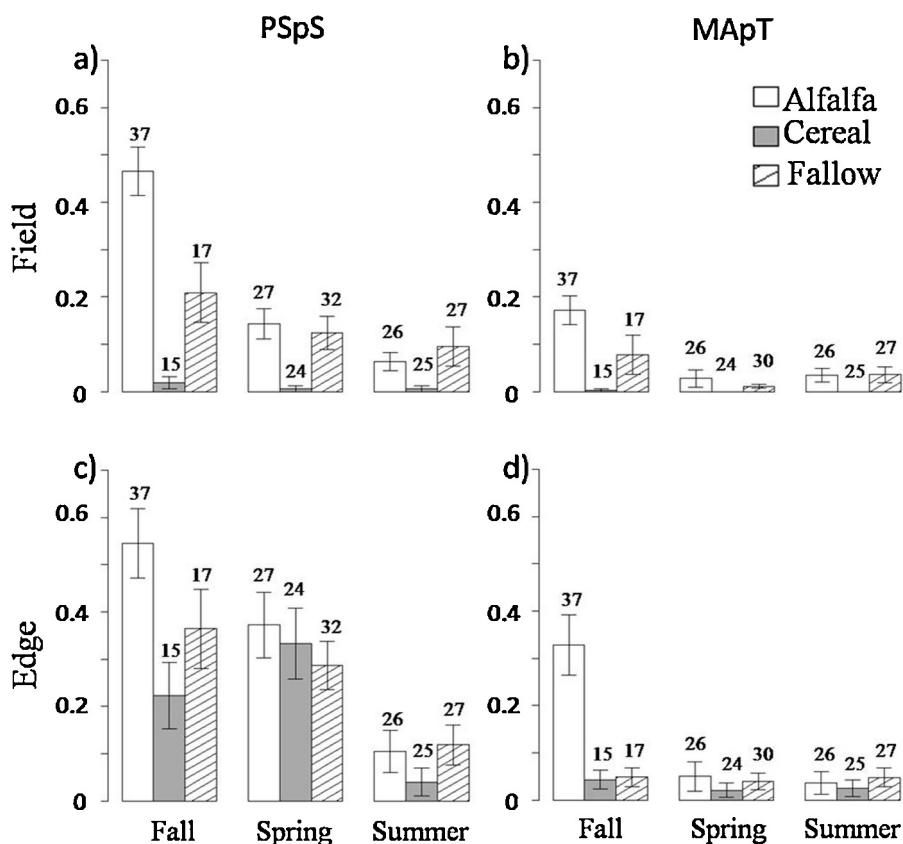 PSpS MApT
a) b)
Alfalfa
Cereal
Fallow
Field
0.6
0.4
0.2
0
37 15 17 27 24 32 26 25 27
37 15 17 26 24 30 26 25 27
c) d)
Edge
0.6
0.4
0.2
0
0.6
0.4
0.2
0
0.6
0.4
0.2
0
37 15 17 27 24 32 26 25 27
37 15 17 26 24 30 26 25 27
Fall Spring Summer Fall Spring Summer